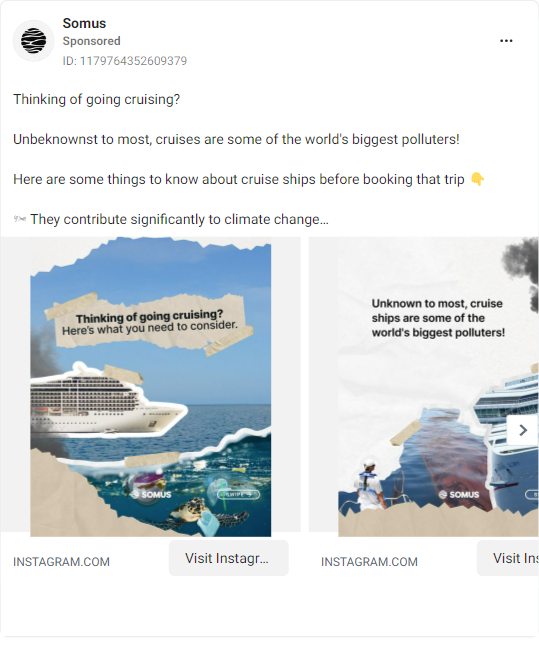 Somus
Sponsored
ID: 1179764352609379
Thinking of going cruising?
Unbeknownst to most, cruises are some of the world's biggest polluters!
Here are some things to know about cruise ships before booking that trip 👇
They contribute significantly to climate change...
Thinking of going cruising?
Here's what you need to consider.
SOMUS
SWIPE
Unknown to most, cruise
ships are some of the
world's biggest polluters!
SOMUS
S
INSTAGRAM.COM
Visit Instagr...
INSTAGRAM.COM
Visit Ins